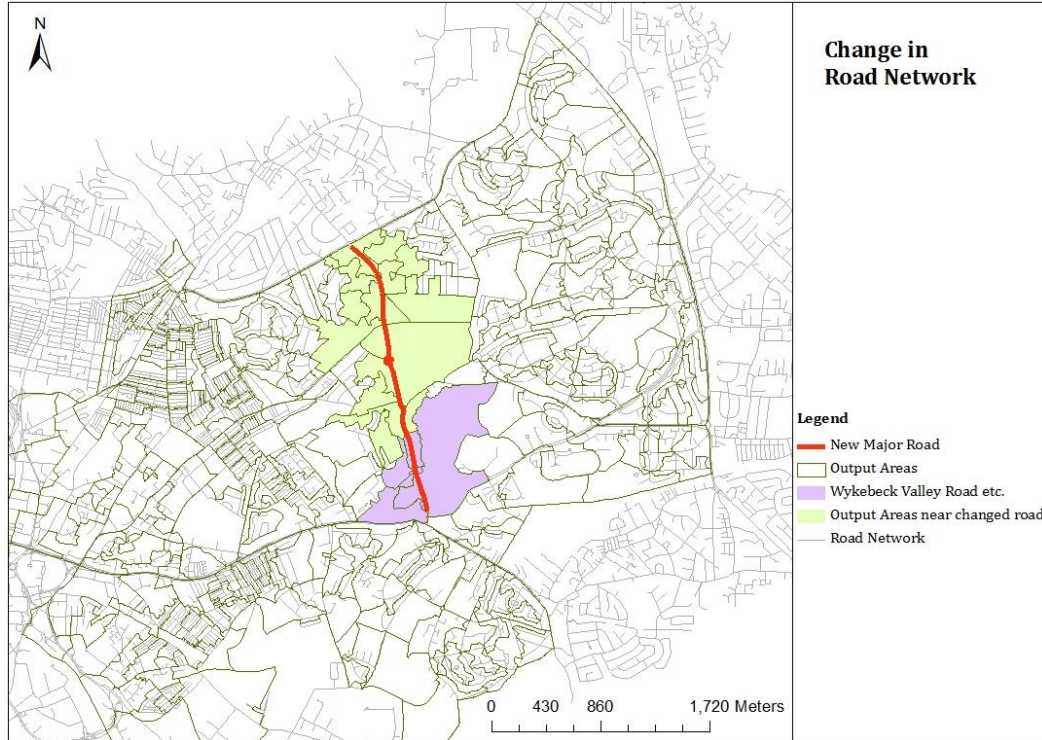 N
Change in
Road Network
Legend
New Major Road
Output Areas
Wykebeck Valley Road etc.
Output Areas near changed road
Road Network
0 430 860 1,720 Meters